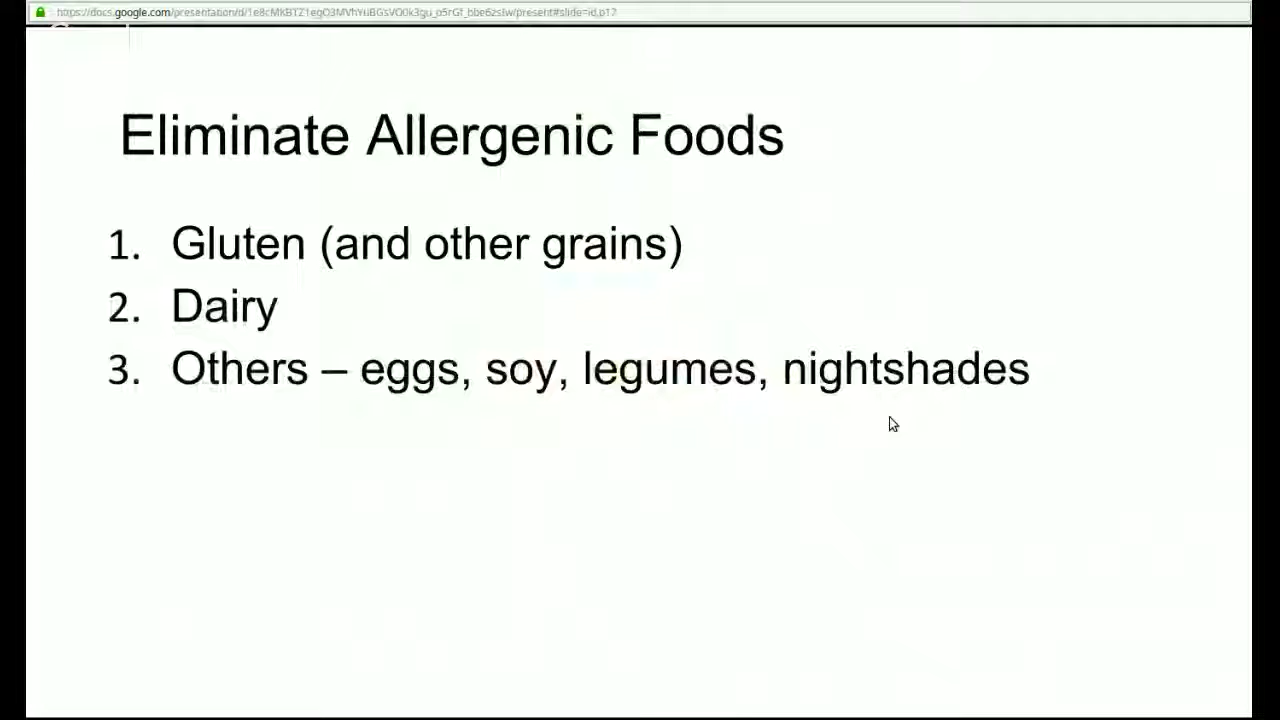 Eliminate Allergenic Foods
1. Gluten (and other grains)
2. Dairy
3. Others – eggs, soy, legumes, nightshades